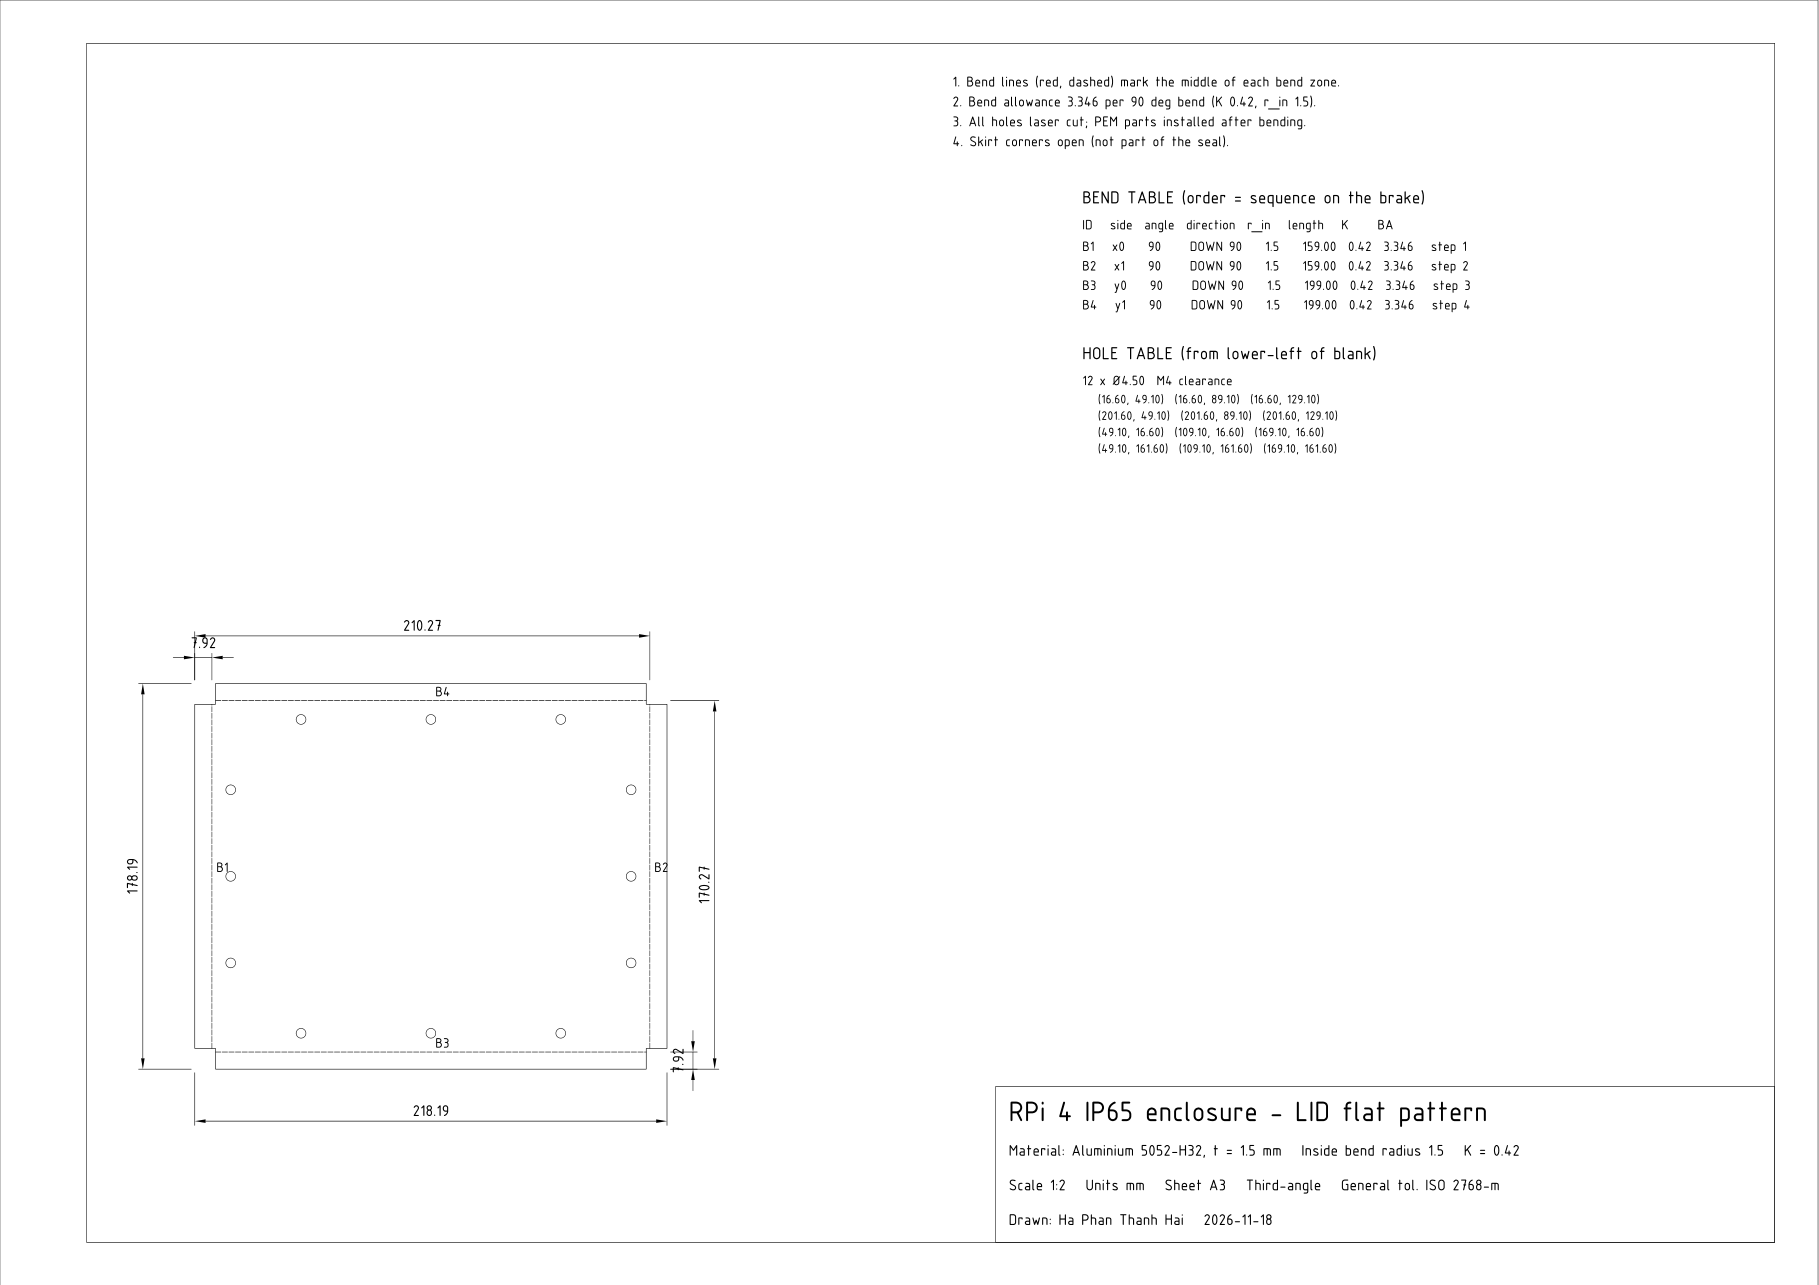 1. Bend lines (red, dashed) mark the middle of each bend zone.
2. Bend allowance 3.346 per 90 deg bend (K 0.42, r_in 1.5).
3. All holes laser cut; PEM parts installed after bending.
4. Skirt corners open (not part of the seal).
BEND TABLE (order = sequence on the brake)
ID side angle direction r_in length K BA
B1 x0 90 DOWN 90 1.5 159.00 0.42 3.346 step 1
B2 x1 90 DOWN 90 1.5 159.00 0.42 3.346 step 2
B3 y0 90 DOWN 90 1.5 199.00 0.42 3.346 step 3
B4 y1 90 DOWN 90 1.5 199.00 0.42 3.346 step 4
HOLE TABLE (from lower-left of blank)
12 x Ø4.50 M4 clearance
(16.60, 49.10) (16.60, 89.10) (16.60, 129.10)
(201.60, 49.10) (201.60, 89.10) (201.60, 129.10)
(49.10, 16.60) (109.10, 16.60) (169.10, 16.60)
(49.10, 161.60) (109.10, 161.60) (169.10, 161.60)
210.27
7.92
B4
178.19
B1
B2
170.27
B3
7.92
218.19
RPi 4 IP65 enclosure - LID flat pattern
Material: Aluminium 5052-H32, t = 1.5 mm Inside bend radius 1.5 K = 0.42
Scale 1:2 Units mm Sheet A3 Third-angle General tol. ISO 2768-m
Drawn: Ha Phan Thanh Hai 2026-11-18